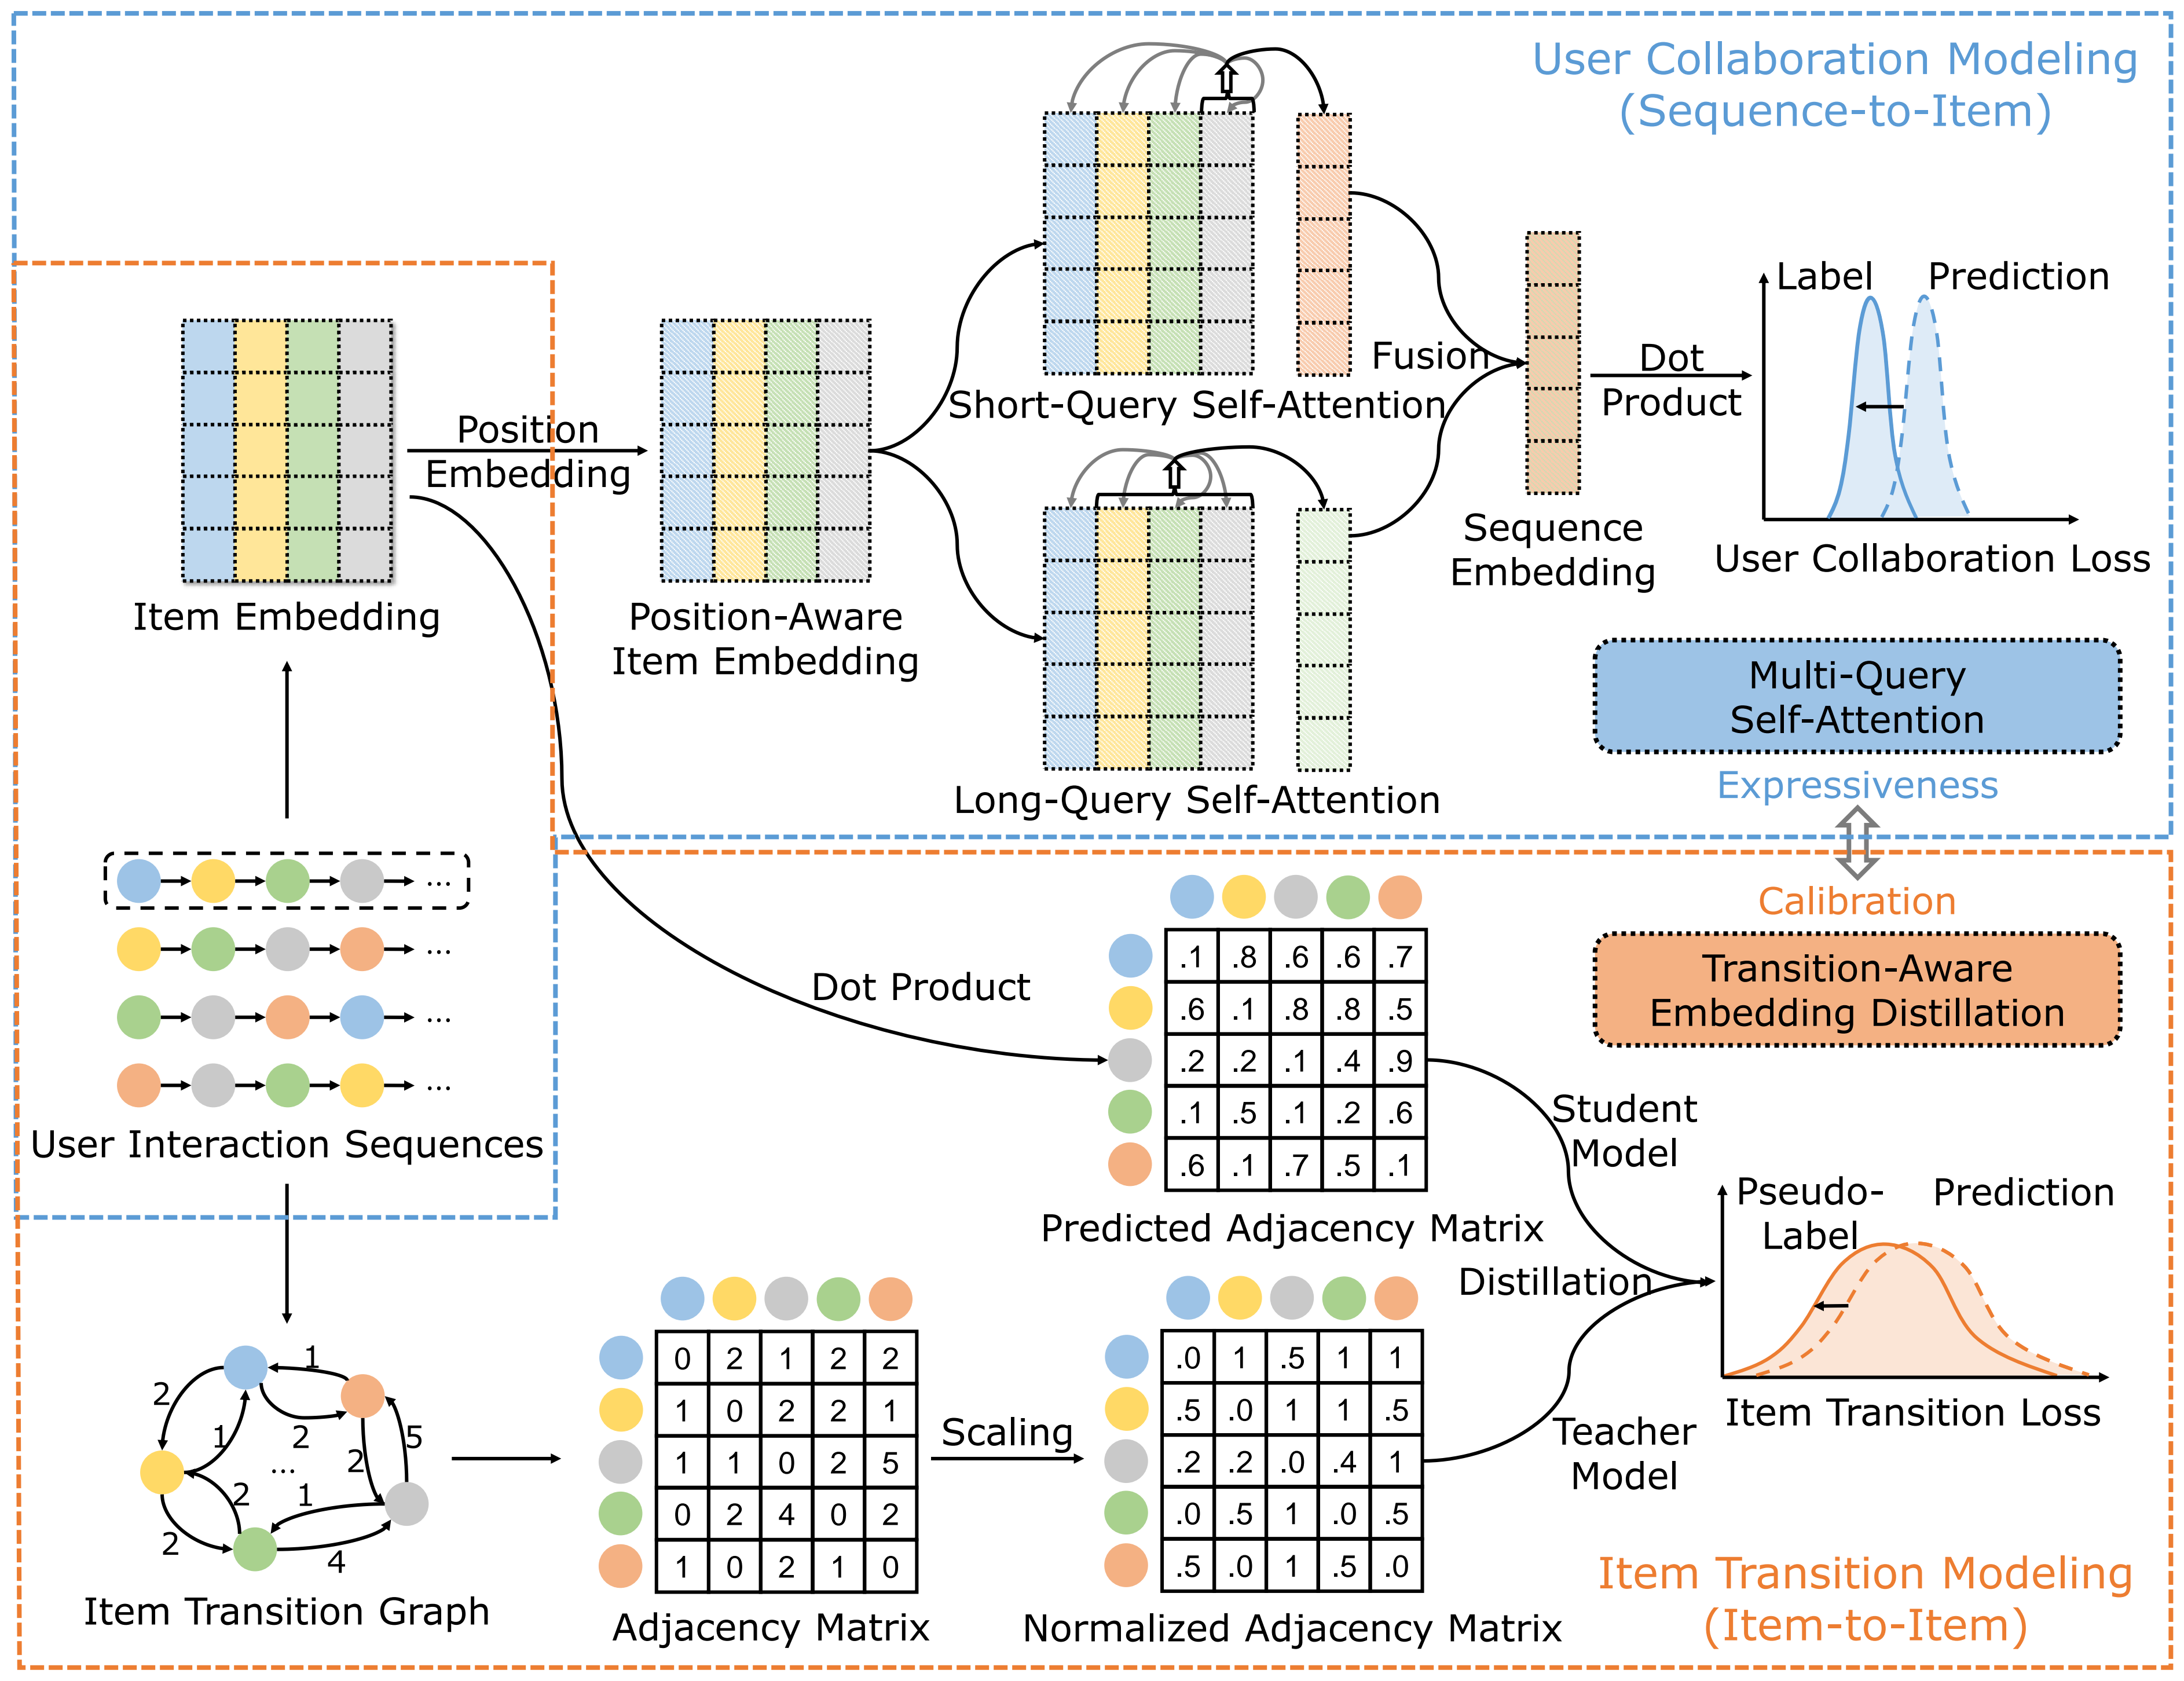 User Collaboration Modeling
(Sequence-to-Item)
Label
Prediction
Fusion
Dot
Product
Short-Query Self-Attention
Position
Embedding
Sequence
Embedding
User Collaboration Loss
Item Embedding
Position-Aware
Item Embedding
Multi-Query
Self-Attention
Expressiveness
Long-Query Self-Attention
...
...
...
...
User Interaction Sequences
Calibration
Transition-Aware
Embedding Distillation
Dot Product
.1 .8 .6 .6 .7
.6 .1 .8 .8 .5
.2 .2 .1 .4 .9
.1 .5 .1 .2 .6
.6 .1 .7 .5 .1
Predicted Adjacency Matrix
Student
Model
Distillation
Pseudo-
Label
Prediction
Item Transition Loss
Teacher
Model
1
2
1
2
2
5
...
2
1
2
4
Item Transition Graph
0 2 1 2 2
1 0 2 2 1
1 1 0 2 5
0 2 4 0 2
1 0 2 1 0
Adjacency Matrix
Scaling
.0 1 .5 1 1
.5 .0 1 1 .5
.2 .2 .0 .4 1
.0 .5 1 .0 .5
.5 .0 1 .5 .0
Normalized Adjacency Matrix
Item Transition Modeling
(Item-to-Item)